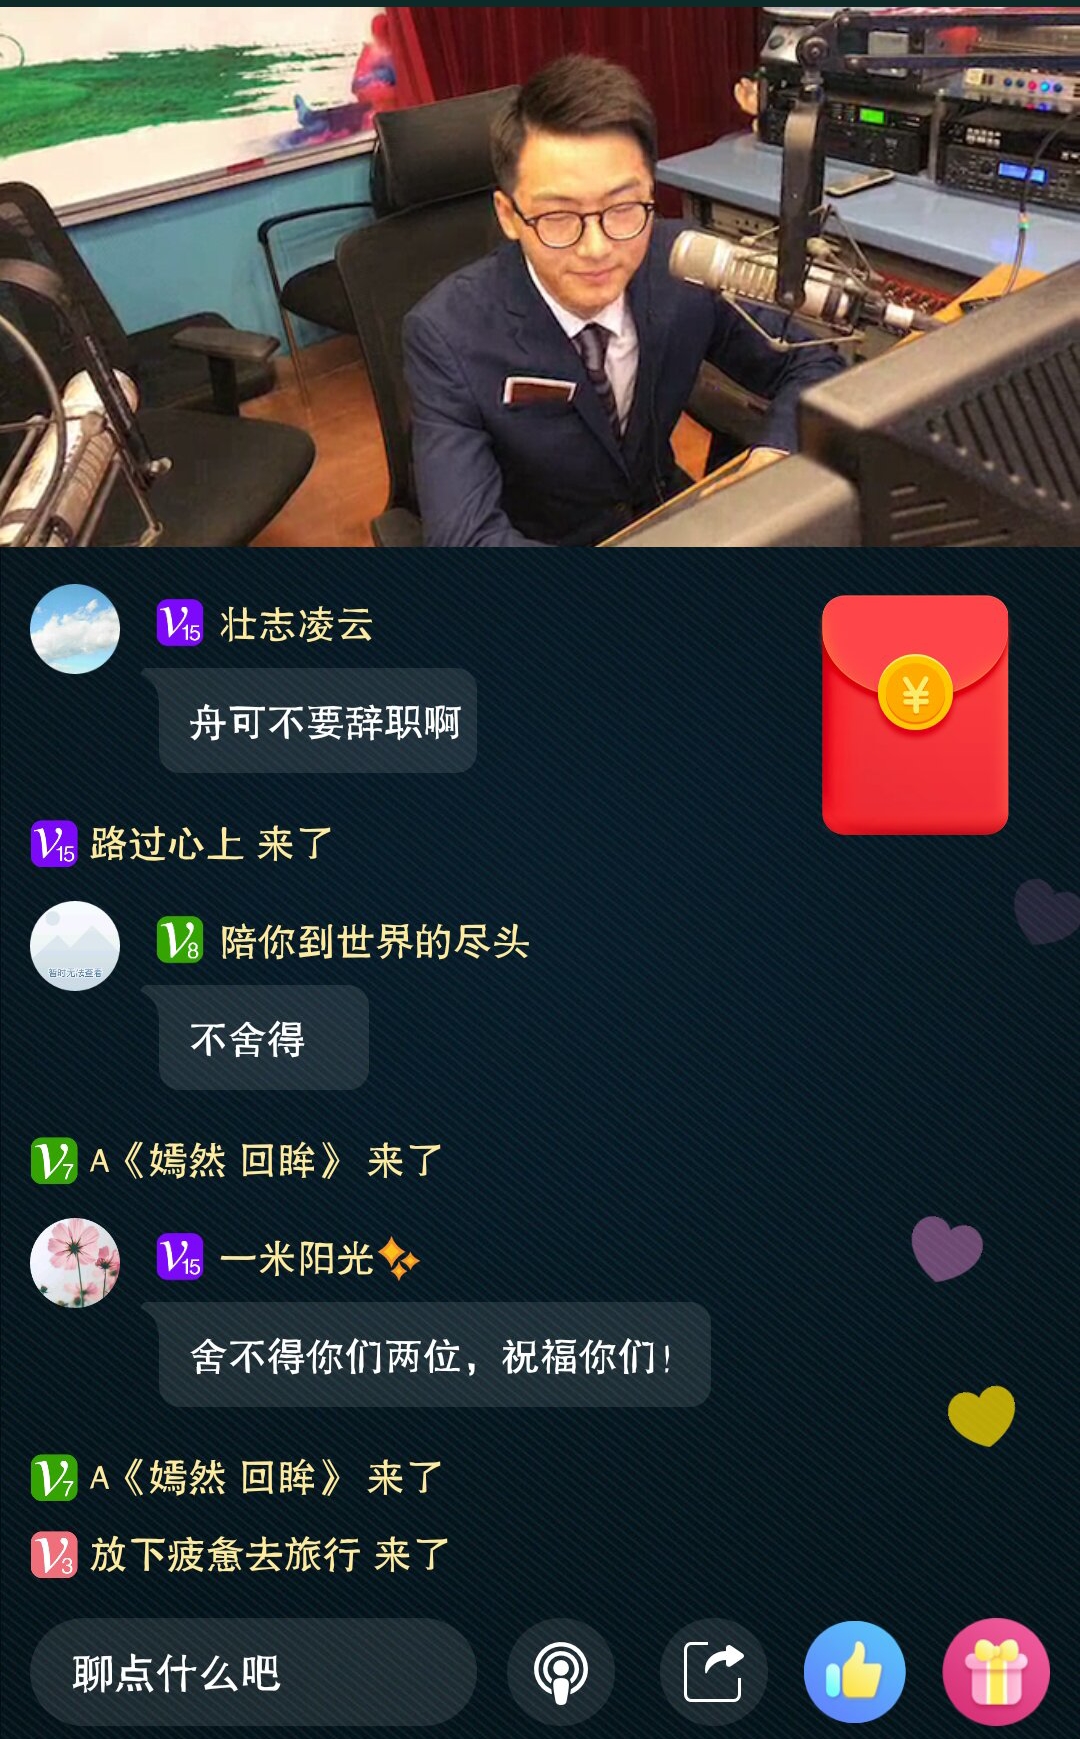 V15 壮志凌云
舟可不要辞职啊
¥
V15 路过心上 来了
V8 陪你到世界的尽头
暂时无法查看
不舍得
V7 A《嫣然 回眸》 来了
V15 一米阳光✨
舍不得你们两位，祝福你们！
V7 A《嫣然 回眸》 来了
V3 放下疲惫去旅行 来了
聊点什么吧